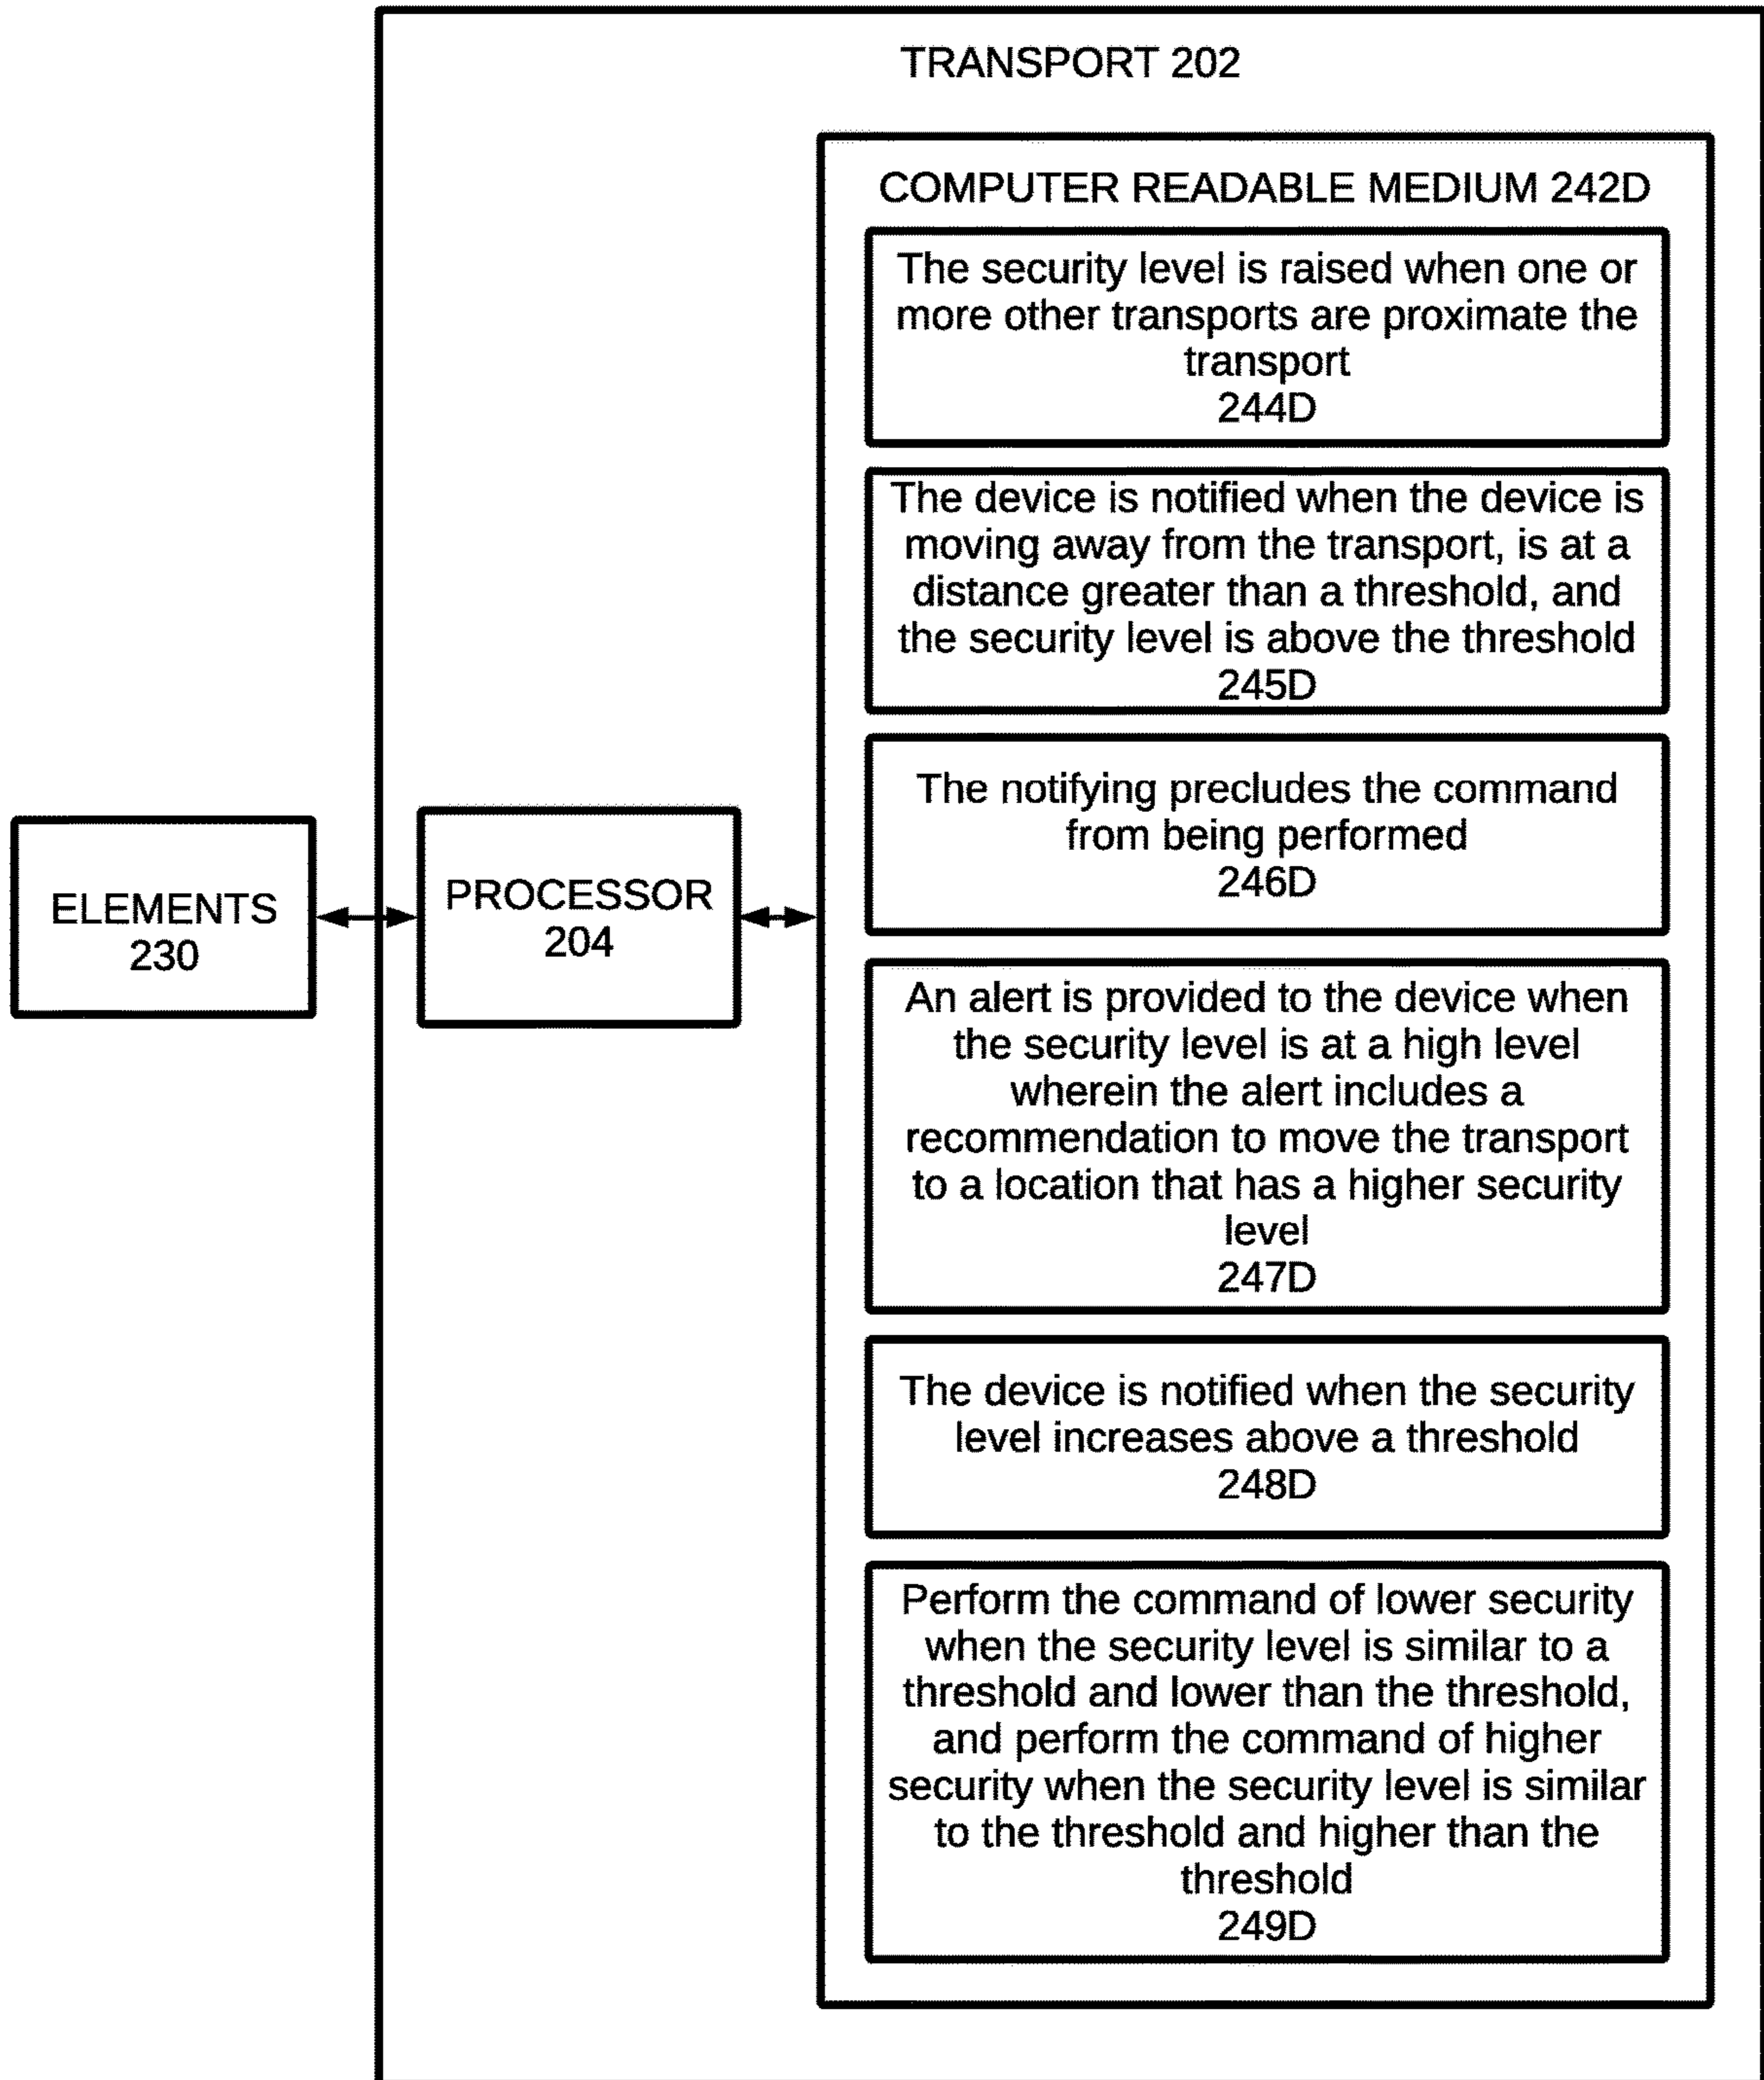 TRANSPORT 202
COMPUTER READABLE MEDIUM 242D
The security level is raised when one or
more other transports are proximate the
transport
244D
The device is notified when the device is
moving away from the transport, is at a
distance greater than a threshold, and
the security level is above the threshold
245D
The notifying precludes the command
from being performed
246D
ELEMENTS
230
PROCESSOR
204
An alert is provided to the device when
the security level is at a high level
wherein the alert includes a
recommendation to move the transport
to a location that has a higher security
level
247D
The device is notified when the security
level increases above a threshold
248D
Perform the command of lower security
when the security level is similar to a
threshold and lower than the threshold,
and perform the command of higher
security when the security level is similar
to the threshold and higher than the
threshold
249D